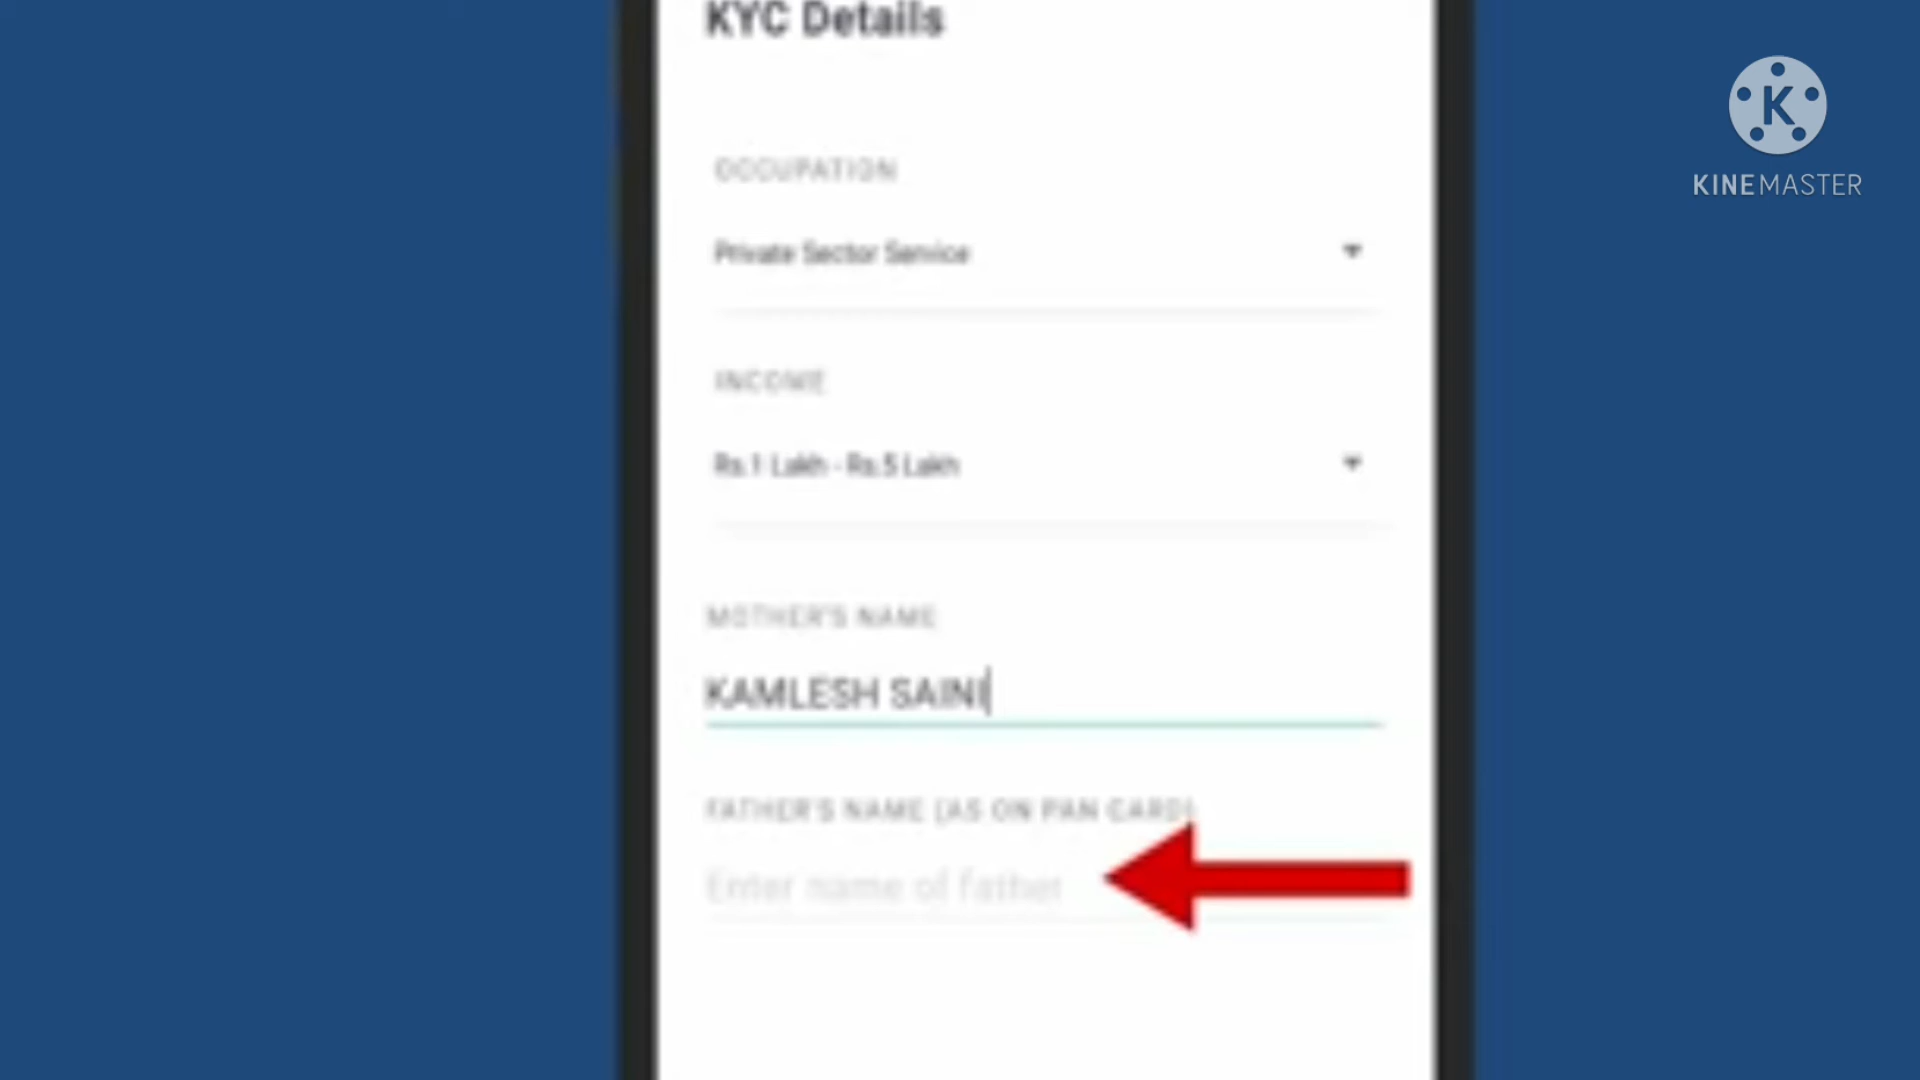 KYC Details
OCCUPATION
Private Sector Service
INCOME
Rs.1 Lakh - Rs.5 Lakh
MOTHER'S NAME
KAMLESH SAINI
FATHER'S NAME (AS ON PAN CARD)
Enter name of father
K
KINEMASTER